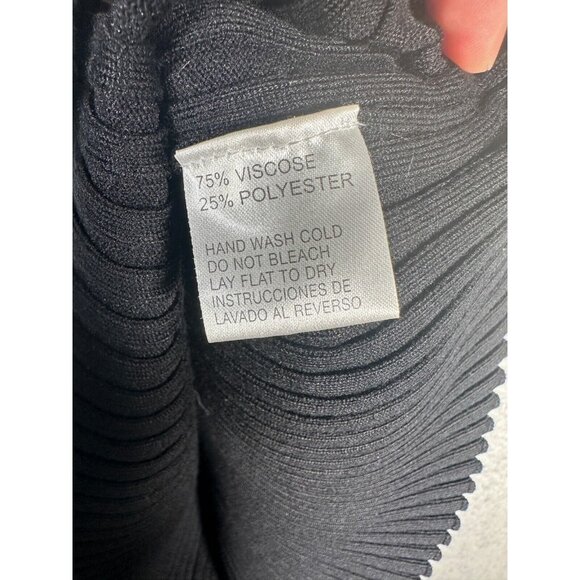 75% VISCOSE
25% POLYESTER
HAND WASH COLD
DO NOT BLEACH
LAY FLAT TO DRY
INSTRUCCIONES DE
LAVADO AL REVERSO